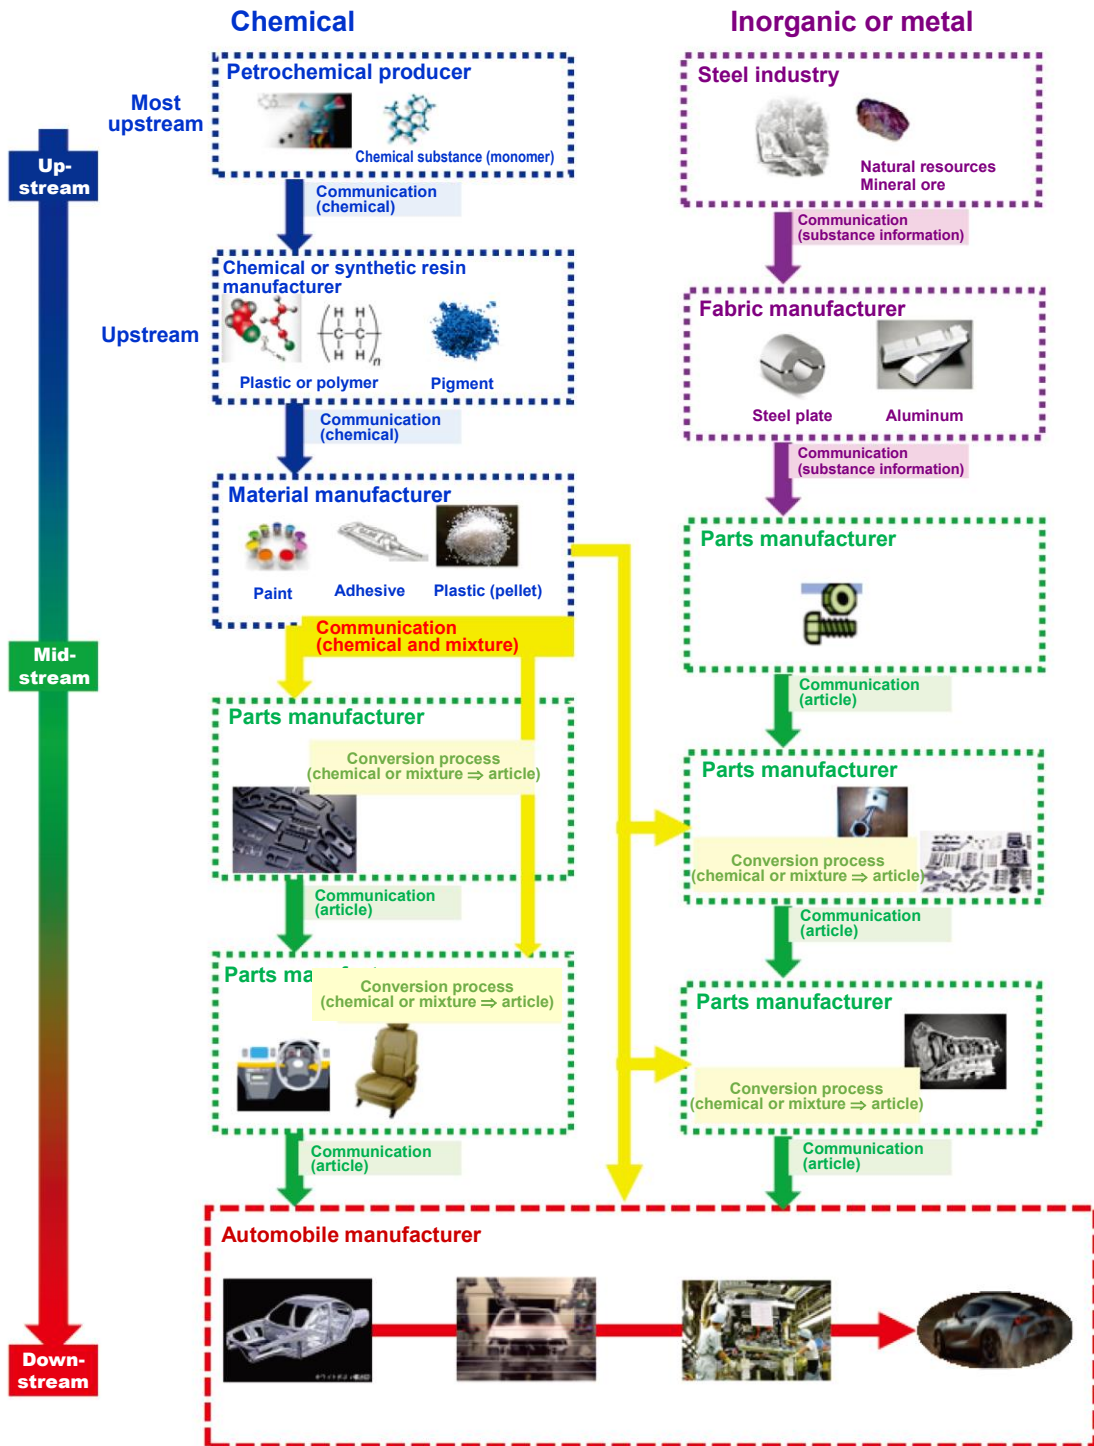 Chemical
Inorganic or metal
Most
upstream
Up-
stream
Petrochemical producer
Chemical substance (monomer)
Communication
(chemical)
Upstream
Chemical or synthetic resin
manufacturer
H H
C C
H H
n
Plastic or polymer
Pigment
Communication
(chemical)
Material manufacturer
Paint
Adhesive
Plastic (pellet)
Communication
(chemical and mixture)
Mid-
stream
Parts manufacturer
Conversion process
(chemical or mixture ⇒ article)
Communication
(article)
Parts ma
Conversion process
(chemical or mixture ⇒ article)
Communication
(article)
Steel industry
Natural resources
Mineral ore
Communication
(substance information)
Fabric manufacturer
Steel plate
Aluminum
Communication
(substance information)
Parts manufacturer
Communication
(article)
Parts manufacturer
Conversion process
(chemical or mixture ⇒ article)
Communication
(article)
Parts manufacturer
Conversion process
(chemical or mixture ⇒ article)
Communication
(article)
Automobile manufacturer
Down-
stream